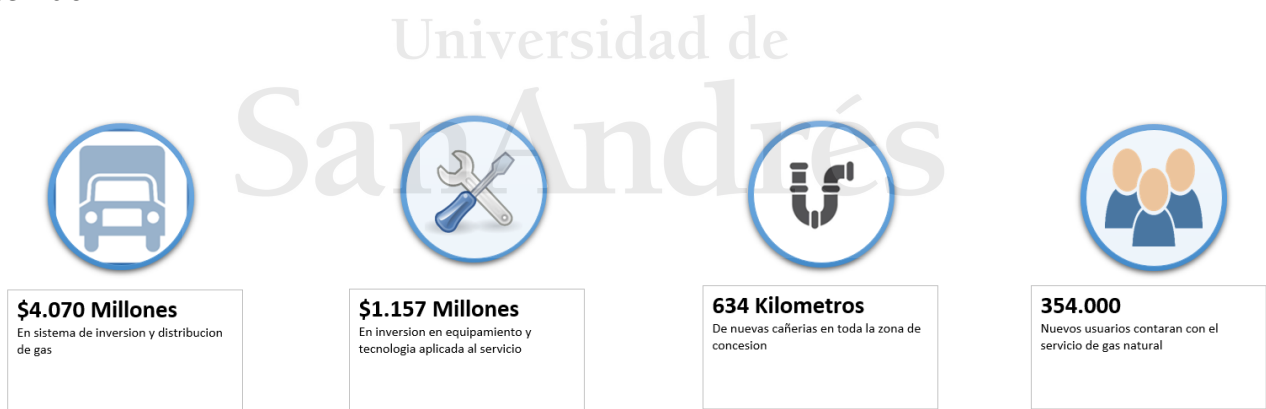 Universidad de
SanAndrés
$4.070 Millones
En sistema de inversion y distribucion
de gas
$1.157 Millones
En inversion en equipamiento y
tecnologia aplicada al servicio
634 Kilometros
De nuevas cañerias en toda la zona de
concesion
354.000
Nuevos usuarios contaran con el
servicio de gas natural